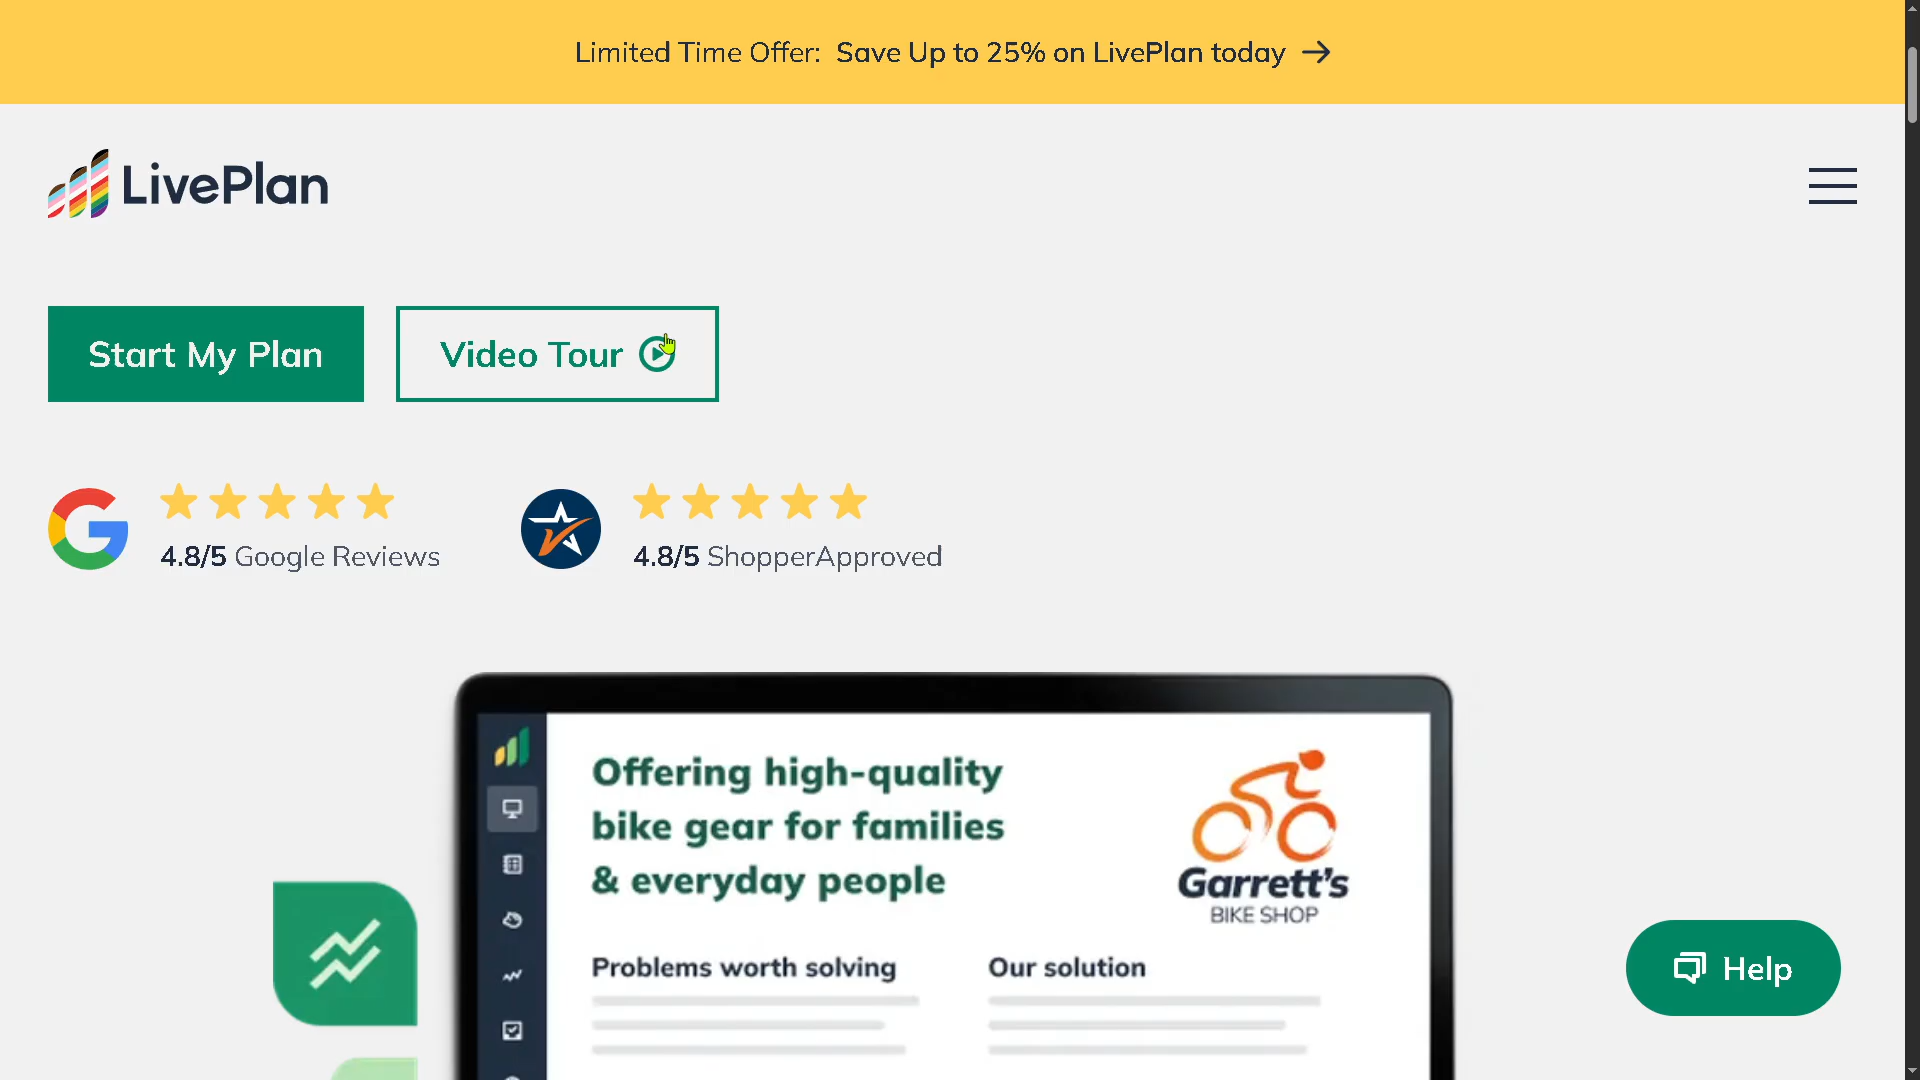 Limited Time Offer: Save Up to 25% on LivePlan today
LivePlan
Start My Plan
Video Tour
4.8/5 Google Reviews
4.8/5 ShopperApproved
Offering high-quality
bike gear for families
& everyday people
Garrett's
BIKE SHOP
Problems worth solving
Our solution
Help